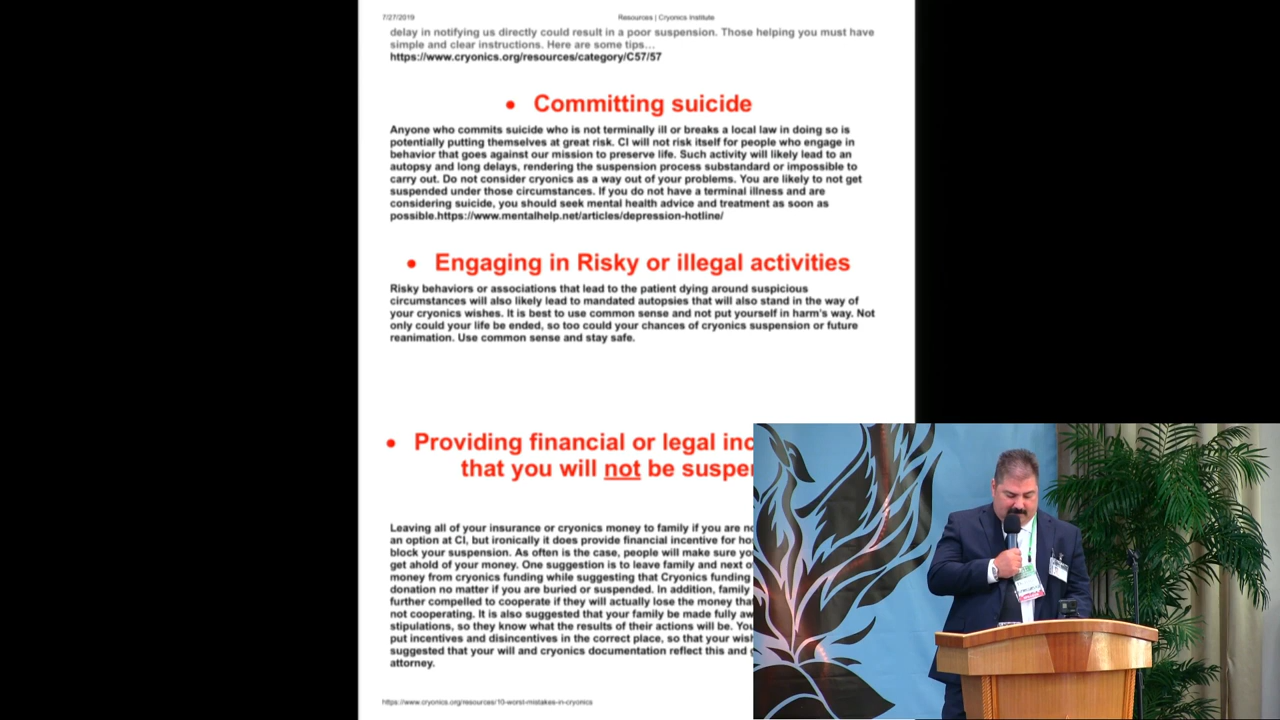 7/27/2019
Resources | Cryonics Institute
delay in notifying us directly could result in a poor suspension. Those helping you must have
simple and clear instructions. Here are some tips…
https://www.cryonics.org/resources/category/C57/57
• Committing suicide
Anyone who commits suicide who is not terminally ill or breaks a local law in doing so is
potentially putting themselves at great risk. CI will not risk itself for people who engage in
behavior that goes against our mission to preserve life. Such activity will likely lead to an
autopsy and long delays, rendering the suspension process substandard or impossible to
carry out. Do not consider cryonics as a way out of your problems. You are likely to not get
suspended under those circumstances. If you do not have a terminal illness and are
considering suicide, you should seek mental health advice and treatment as soon as
possible.https://www.mentalhelp.net/articles/depression-hotline/
• Engaging in Risky or illegal activities
Risky behaviors or associations that lead to the patient dying around suspicious
circumstances will also likely lead to mandated autopsies that will also stand in the way of
your cryonics wishes. It is best to use common sense and not put yourself in harm's way. Not
only could your life be ended, so too could your chances of cryonics suspension or future
reanimation. Use common sense and stay safe.
• Providing financial or legal
that you will not be
Leaving all of your insurance or cryonics money to family if you are
an option at CI, but ironically it does provide financial incentive for
block your suspension. As often is the case, people will make sure
get ahold of your money. One suggestion is to leave family and next
money from cryonics funding while suggesting that Cryonics funding
donation no matter if you are buried or suspended. In addition, family
further compelled to cooperate if they will actually lose the money
not cooperating. It is also suggested that your family be made fully
stipulations, so they know what the results of their actions will be.
put incentives and disincentives in the correct place, so that your
suggested that your will and cryonics documentation reflect this and
attorney.
https://www.cryonics.org/resources/10-worst-mistakes-in-cryonics